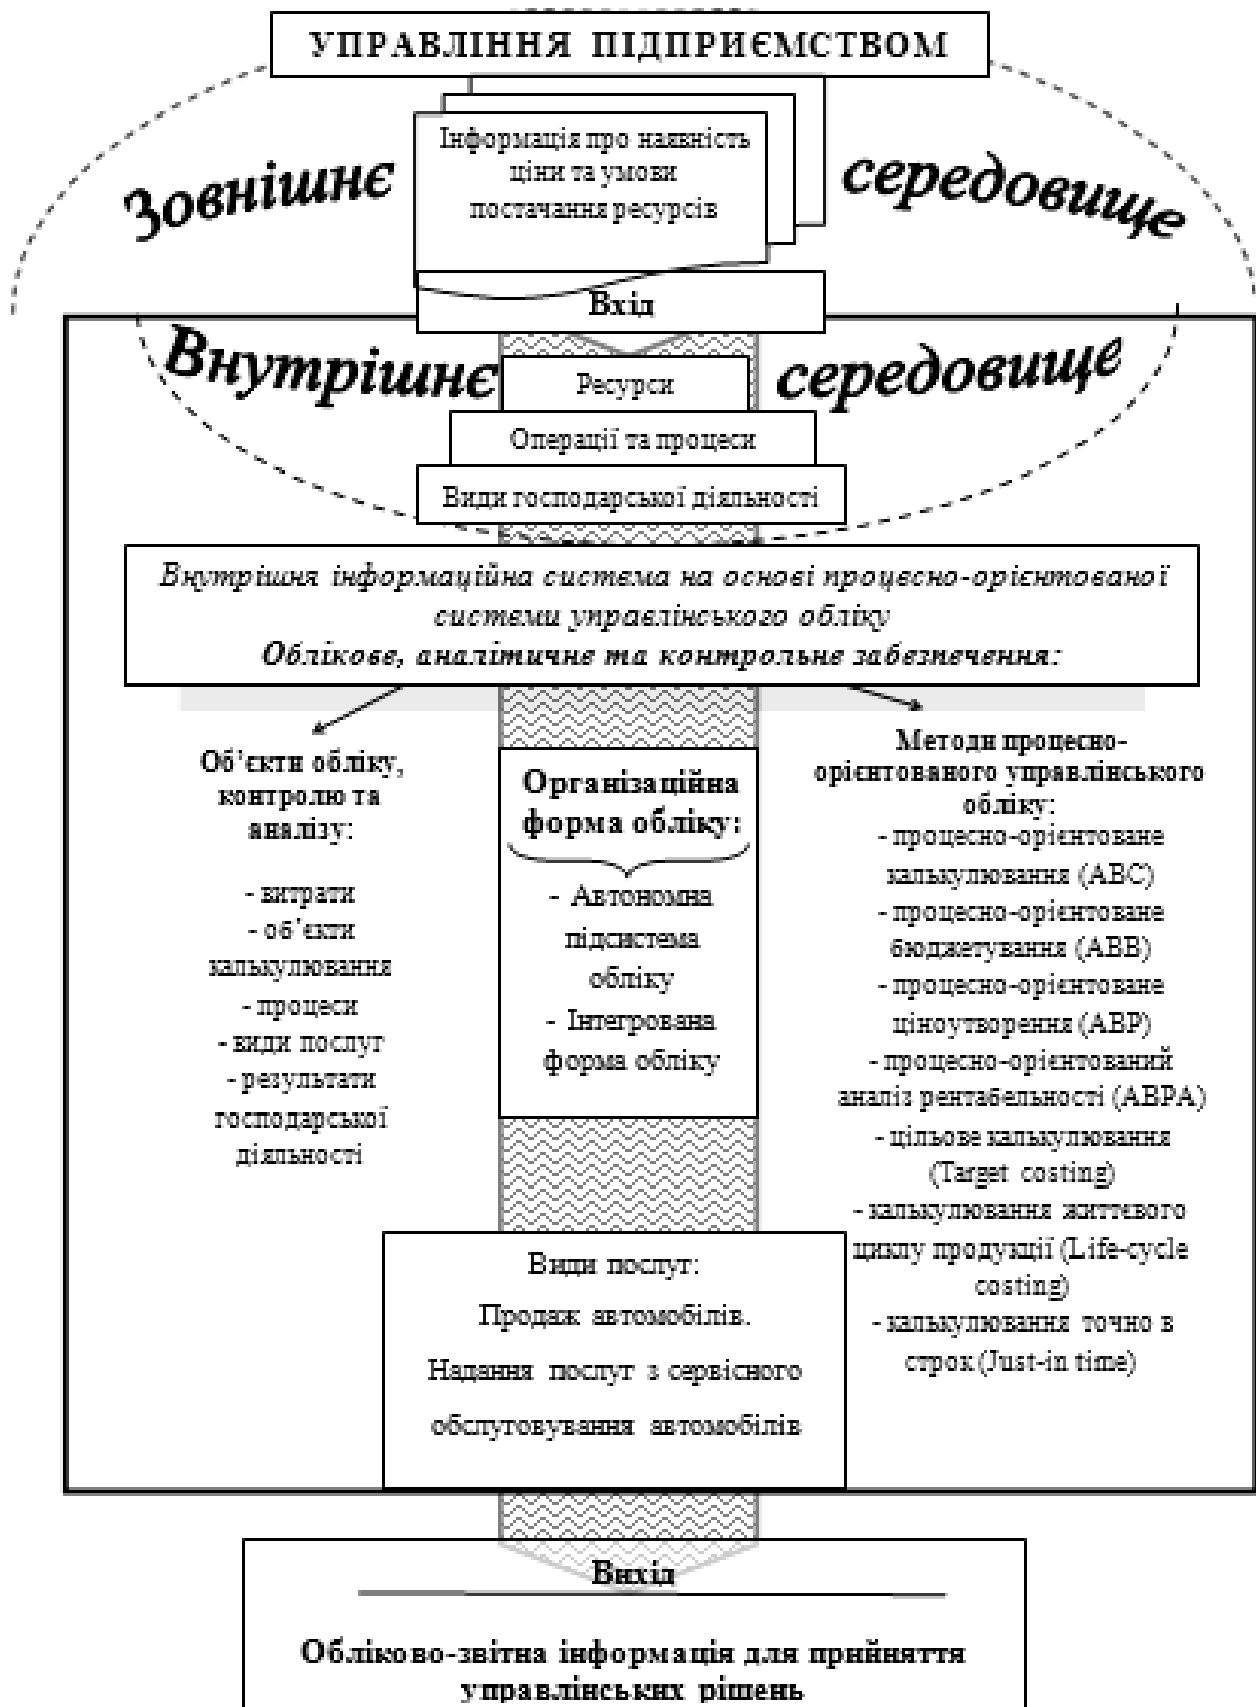 УПРАВЛІННЯ ПІДПРИЄМСТВОМ
Інформація про наявність
ціни та умови
постачання ресурсів
Зовнішнє середовище
Вхід
Внутрішнє середовище
Ресурси
Операції та процеси
Види господарської діяльності
Внутрішня інформаційна система на основі процесно-орієнтованої
системи управлінського обліку
Облікове, аналітичне та контрольне забезпечення:
Об'єкти обліку,
контролю та
аналізу:
- витрати
- об'єкти
калькулювання
- процеси
- види послуг
- результати
господарської
діяльності
Організаційна
форма обліку:
- Автономна
підсистема
обліку
- Інтегрована
форма обліку
Методи процесно-
орієнтованого управлінського
обліку:
- процесно-орієнтоване
калькулювання (АВС)
- процесно-орієнтоване
бюджетування (АВВ)
- процесно-орієнтоване
ціноутворення (АВР)
- процесно-орієнтований
аналіз рентабельності (АВРА)
- цільове калькулювання
(Target costing)
- калькулювання життєвого
циклу продукції (Life-cycle
costing)
- калькулювання точно в
строк (Just-in time)
Види послуг:
Продаж автомобілів.
Надання послуг з сервісного
обслуговування автомобілів
Вихід
Обліково-звітна інформація для прийняття
управлінських рішень